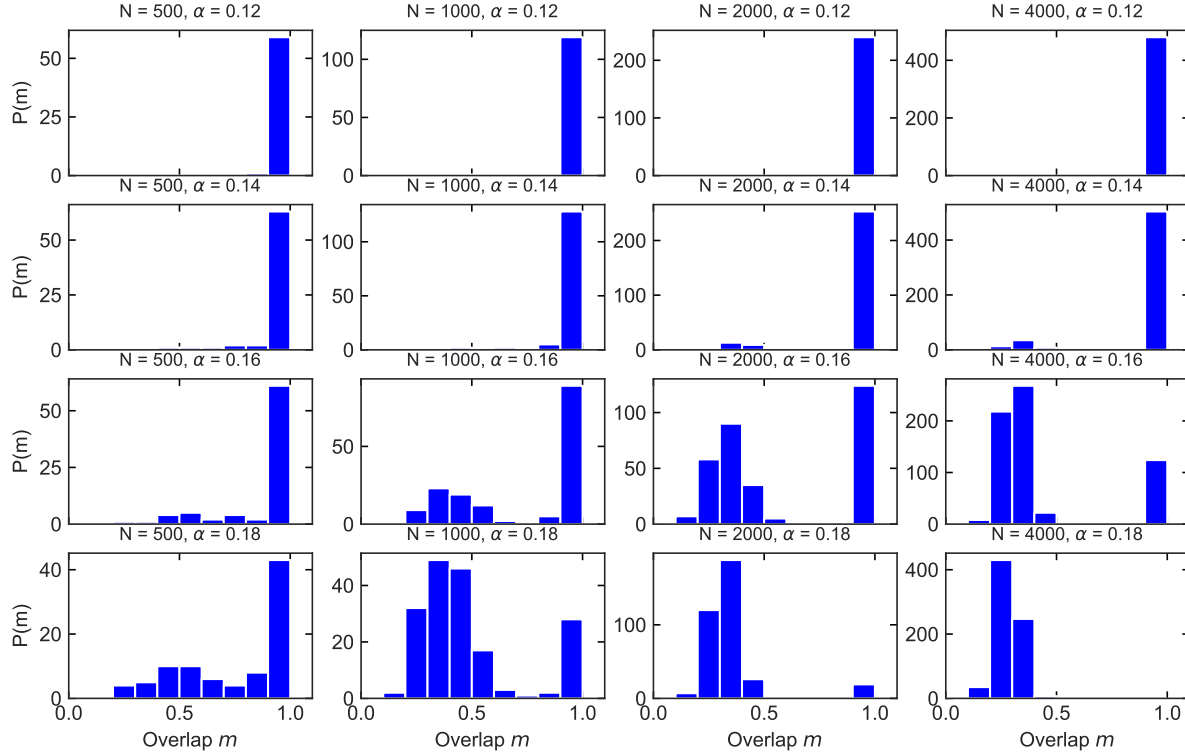 N = 500, α = 0.12
N = 1000, α = 0.12
N = 2000, α = 0.12
N = 4000, α = 0.12
P(m)
50
25
0
100
50
0
200
100
0
400
200
0
N = 500, α = 0.14
N = 1000, α = 0.14
N = 2000, α = 0.14
N = 4000, α = 0.14
P(m)
50
25
0
100
50
0
200
100
0
400
200
0
N = 500, α = 0.16
N = 1000, α = 0.16
N = 2000, α = 0.16
N = 4000, α = 0.16
P(m)
50
25
0
50
0
100
50
0
200
100
0
N = 500, α = 0.18
N = 1000, α = 0.18
N = 2000, α = 0.18
N = 4000, α = 0.18
P(m)
40
20
0
40
20
0
100
0
400
200
0
0.0 0.5 1.0
0.0 0.5 1.0
0.0 0.5 1.0
0.0 0.5 1.0
Overlap m
Overlap m
Overlap m
Overlap m